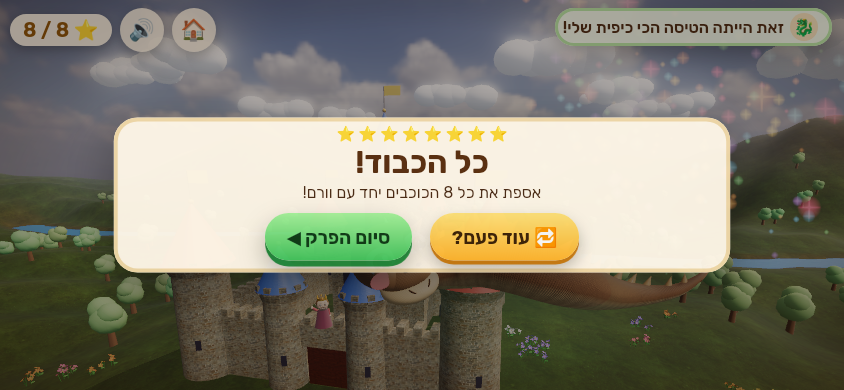 8 / 8
זאת הייתה הטיסה הכי כיפית שלי!
כל הכבוד!
אספת את כל 8 הכוכבים יחד עם וורם!
עוד פעם?
סיום הפרק